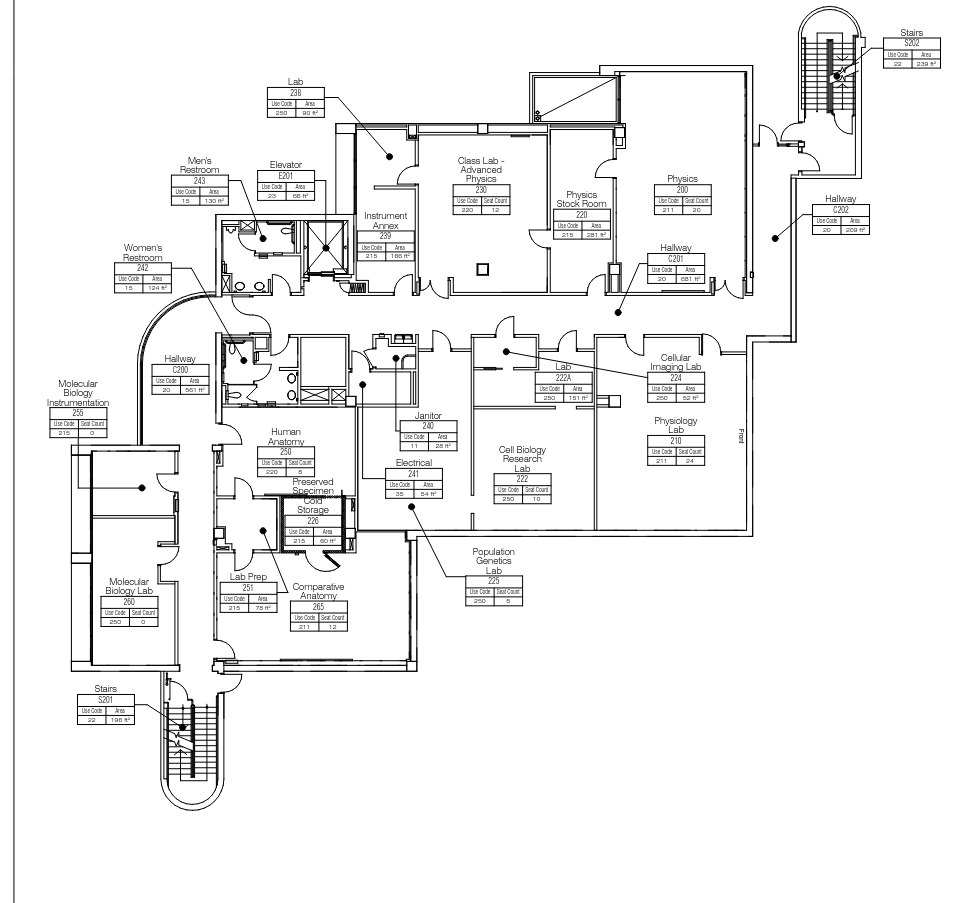 Stairs
S202
Use Code Area
22 239 ft²
Lab
238
Use Code Area
250 90 ft²
Men's
Restroom
243
Use Code Area
15 130 ft²
Elevator
E201
Use Code Area
23 66 ft²
Class Lab -
Advanced
Physics
230
Use Code Seat Count
220 12
Physics
Stock Room
220
Use Code Area
215 281 ft²
Physics
200
Use Code Seat Count
211 20
Hallway
C202
Use Code Area
20 209 ft²
Instrument
Annex
239
Use Code Area
215 166 ft²
Women's
Restroom
242
Use Code Area
15 124 ft²
Hallway
C201
Use Code Area
20 681 ft²
Hallway
C200
Use Code Area
20 561 ft²
Molecular
Biology
Instrumentation
255
Use Code Seat Count
215 0
Lab
222A
Use Code Area
250 151 ft²
Cellular
Imaging Lab
224
Use Code Area
250 52 ft²
Janitor
240
Use Code Area
11 28 ft²
Physiology
Lab
210
Use Code Seat Count
211 24
Front
Human
Anatomy
250
Use Code Seat Count
220 8
Electrical
241
Use Code Area
35 54 ft²
Cell Biology
Research
Lab
222
Use Code Seat Count
250 10
Preserved
Specimen
Cold
Storage
226
Use Code Area
215 60 ft²
Population
Genetics
Lab
225
Use Code Seat Count
250 5
Molecular
Biology Lab
260
Use Code Seat Count
250 0
Lab Prep
251
Use Code Area
215 78 ft²
Comparative
Anatomy
265
Use Code Seat Count
211 12
Stairs
S201
Use Code Area
22 196 ft²